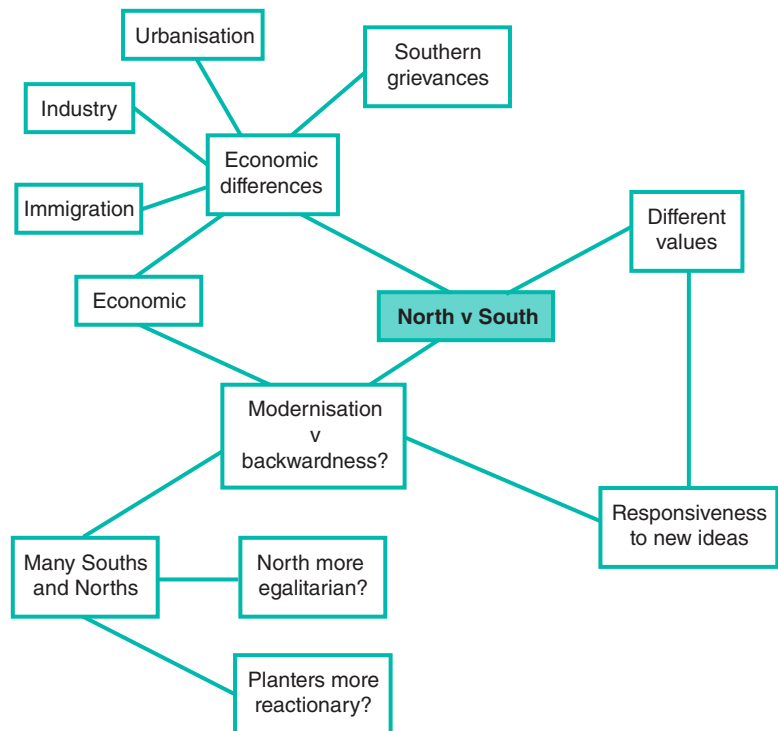 Urbanisation
Southern
grievances
Industry
Economic
differences
Immigration
Different
values
Economic
North v South
Modernisation
v
backwardness?
Responsiveness
to new ideas
Many Souths
and Norths
North more
egalitarian?
Planters more
reactionary?